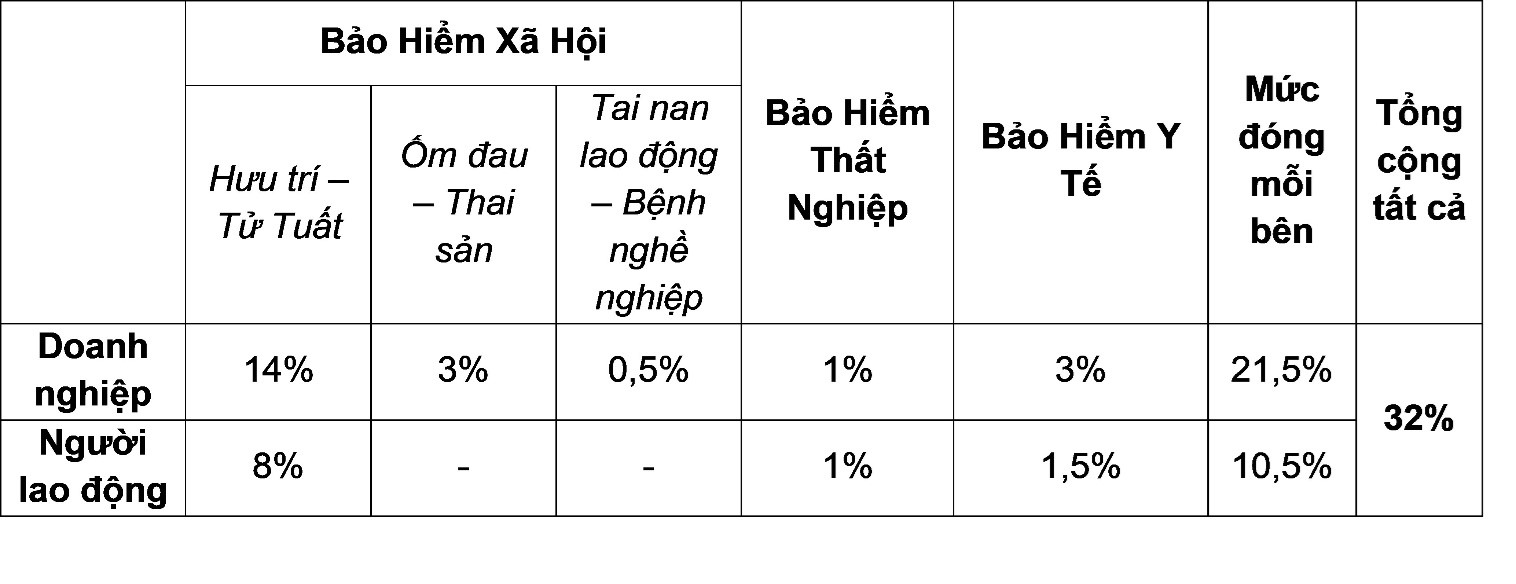 Bảo Hiểm Xã Hội
Hưu trí –
Tử Tuất
Ốm đau
– Thai
sản
Tai nan
lao động
– Bệnh
nghề
nghiệp
Bảo Hiểm
Thất
Nghiệp
Bảo Hiểm Y
Tế
Mức
đóng
mỗi
bên
Tổng
cộng
tất cả
Doanh
nghiệp
14%
3%
0,5%
1%
3%
21,5%
32%
Người
lao động
8%
-
-
1%
1,5%
10,5%